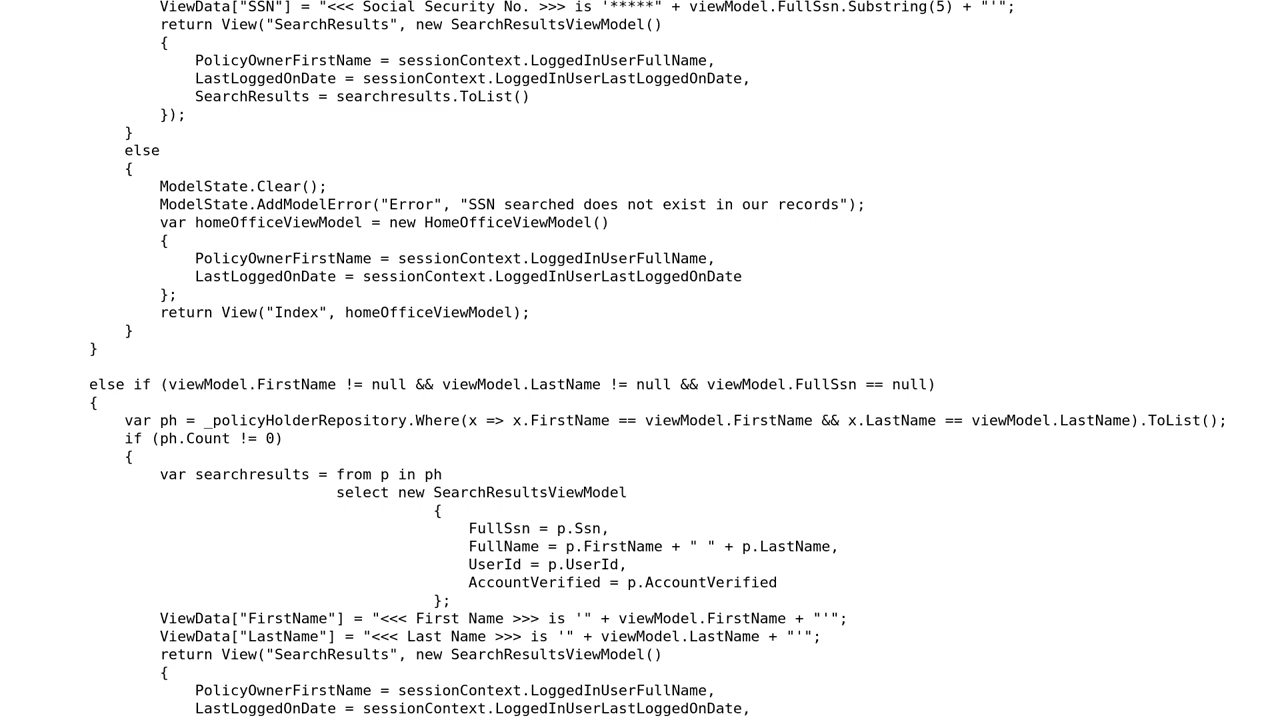 ViewData["SSN"] = "<<< Social Security No. >>> is '*****" + viewModel.FullSsn.Substring(5) + "'";
return View("SearchResults", new SearchResultsViewModel()
{
PolicyOwnerFirstName = sessionContext.LoggedInUserFullName,
LastLoggedOnDate = sessionContext.LoggedInUserLastLoggedOnDate,
SearchResults = searchresults.ToList()
});
}
else
{
ModelState.Clear();
ModelState.AddModelError("Error", "SSN searched does not exist in our records");
var homeOfficeViewModel = new HomeOfficeViewModel()
{
PolicyOwnerFirstName = sessionContext.LoggedInUserFullName,
LastLoggedOnDate = sessionContext.LoggedInUserLastLoggedOnDate
};
return View("Index", homeOfficeViewModel);
}
}
else if (viewModel.FirstName != null && viewModel.LastName != null && viewModel.FullSsn == null)
{
var ph = _policyHolderRepository.Where(x => x.FirstName == viewModel.FirstName && x.LastName == viewModel.LastName).ToList();
if (ph.Count != 0)
{
var searchresults = from p in ph
select new SearchResultsViewModel
{
FullSsn = p.Ssn,
FullName = p.FirstName + " " + p.LastName,
UserId = p.UserId,
AccountVerified = p.AccountVerified
};
ViewData["FirstName"] = "<<< First Name >>> is '" + viewModel.FirstName + "'";
ViewData["LastName"] = "<<< Last Name >>> is '" + viewModel.LastName + "'";
return View("SearchResults", new SearchResultsViewModel()
{
PolicyOwnerFirstName = sessionContext.LoggedInUserFullName,
LastLoggedOnDate = sessionContext.LoggedInUserLastLoggedOnDate,